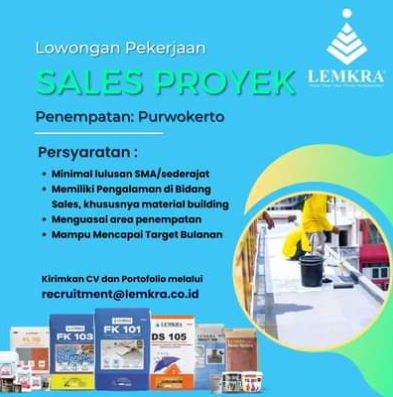 Lowongan Pekerjaan
SALES PROYEK
LEMKRA®
Penempatan: Purwokerto
Persyaratan :
• Minimal lulusan SMA/sederajat
• Memiliki Pengalaman di Bidang
Sales, khususnya material building
• Menguasai area penempatan
• Mampu Mencapai Target Bulanan
Kirimkan CV dan Portofolio melalui
recruitment@lemkra.co.id
FK 103
LEMKRA
FK 101
LEMKRA
DS 105